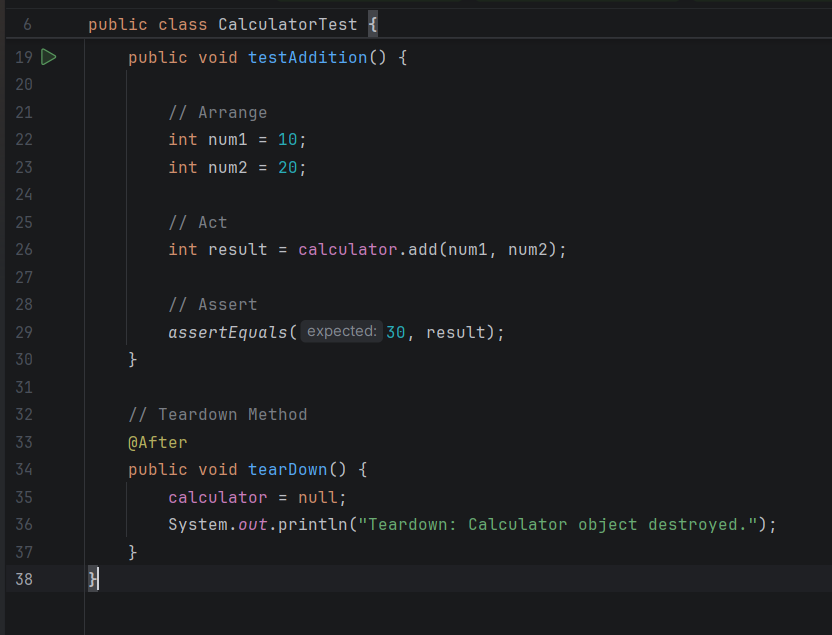 6 public class CalculatorTest {
19 public void testAddition() {
20
21 // Arrange
22 int num1 = 10;
23 int num2 = 20;
24
25 // Act
26 int result = calculator.add(num1, num2);
27
28 // Assert
29 assertEquals( expected: 30, result);
30 }
31
32 // Teardown Method
33 @After
34 public void tearDown() {
35 calculator = null;
36 System.out.println("Teardown: Calculator object destroyed.");
37 }
38 }